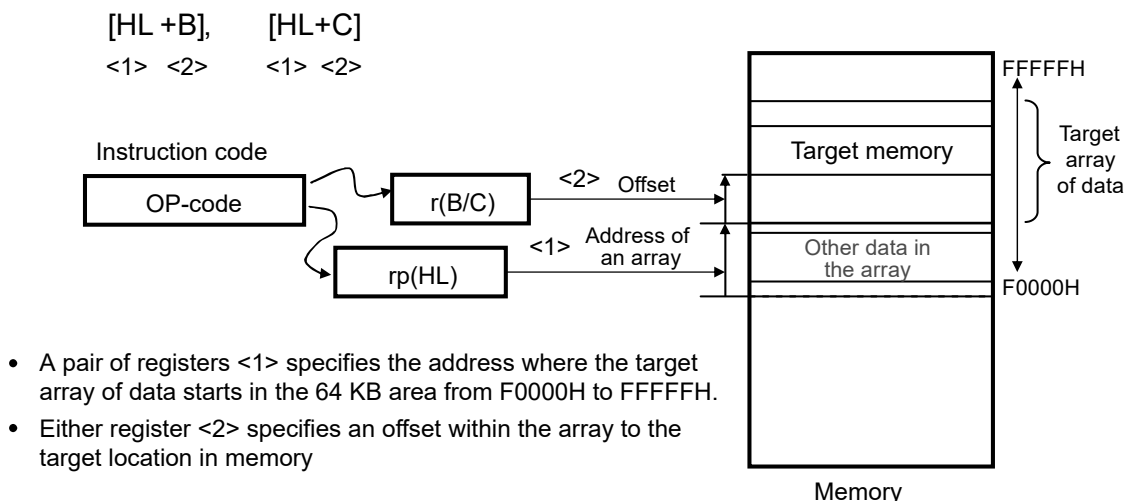 [HL +B], [HL+C]
<1> <2> <1> <2>
FFFFFH
Instruction code
OP-code
r(B/C)
<2> Offset
Target memory
Target
array
of data
rp(HL)
<1> Address of
an array
Other data in
the array
F0000H
• A pair of registers <1> specifies the address where the target
array of data starts in the 64 KB area from F0000H to FFFFFH.
• Either register <2> specifies an offset within the array to the
target location in memory
Memory